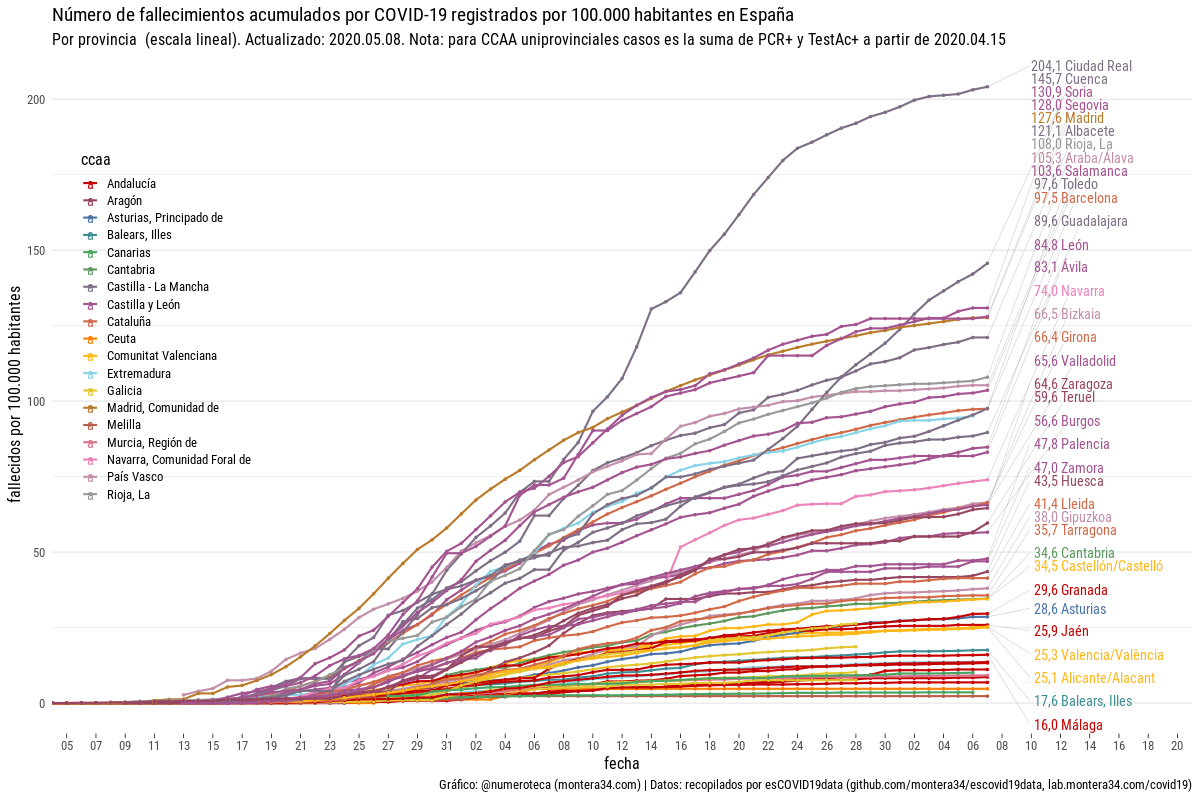 Número de fallecimientos acumulados por COVID-19 registrados por 100.000 habitantes en España
Por provincia  (escala lineal). Actualizado: 2020.05.08. Nota: para CCAA uniprovinciales casos es la suma de PCR+ y TestAc+ a partir de 2020.04.15
fallecidos por 100.000 habitantes
200
150
100
50
0
ccaa
Andalucía
Aragón
Asturias, Principado de
Balears, Illes
Canarias
Cantabria
Castilla - La Mancha
Castilla y León
Cataluña
Ceuta
Comunitat Valenciana
Extremadura
Galicia
Madrid, Comunidad de
Melilla
Murcia, Región de
Navarra, Comunidad Foral de
País Vasco
Rioja, La
204,1 Ciudad Real
145,7 Cuenca
130,9 Soria
128,0 Segovia
127,6 Madrid
121,1 Albacete
108,0 Rioja, La
105,3 Araba/Álava
103,6 Salamanca
97,6 Toledo
97,5 Barcelona
89,6 Guadalajara
84,8 León
83,1 Ávila
74,0 Navarra
66,5 Bizkaia
66,4 Girona
65,6 Valladolid
64,6 Zaragoza
59,6 Teruel
56,6 Burgos
47,8 Palencia
47,0 Zamora
43,5 Huesca
41,4 Lleida
38,0 Gipuzkoa
35,7 Tarragona
34,6 Cantabria
34,5 Castellón/Castelló
29,6 Granada
28,6 Asturias
25,9 Jaén
25,3 Valencia/València
25,1 Alicante/Alacant
17,6 Balears, Illes
16,0 Málaga
05 07 09 11 13 15 17 19 21 23 25 27 29 31 02 04 06 08 10 12 14 16 18 20 22 24 26 28 30 02 04 06 08 10 12 14 16 18 20
fecha
Gráfico: @numeroteca (montera34.com) | Datos: recopilados por esCOVID19data (github.com/montera34/escovid19data, lab.montera34.com/covid19)